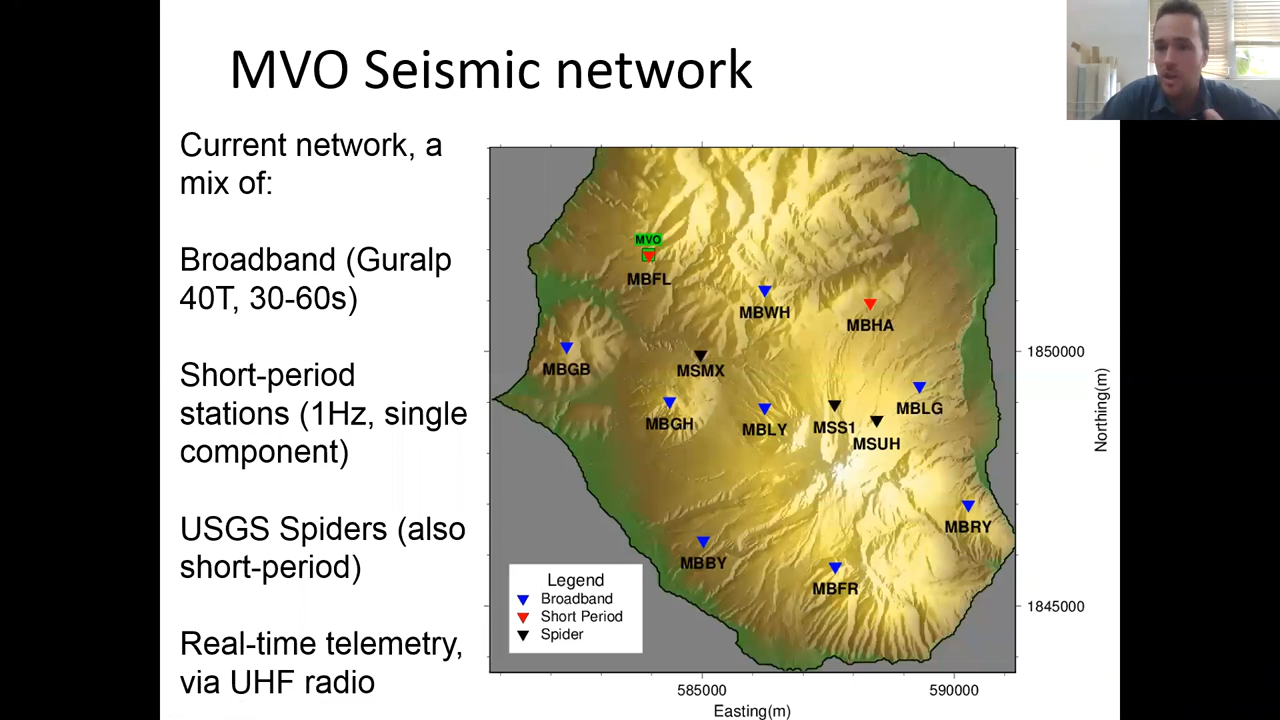 MVO Seismic network
Current network, a
mix of:
Broadband (Guralp
40T, 30-60s)
Short-period
stations (1Hz, single
component)
USGS Spiders (also
short-period)
Real-time telemetry,
via UHF radio
MVO
MBFL
MBWH
MBHA
MBGB
MSMX
MBGH
MBLY
MSS1
MBLG
MSUH
MBRY
MBBY
MBFR
Legend
Broadband
Short Period
Spider
1850000
1845000
Northing(m)
585000
590000
Easting(m)